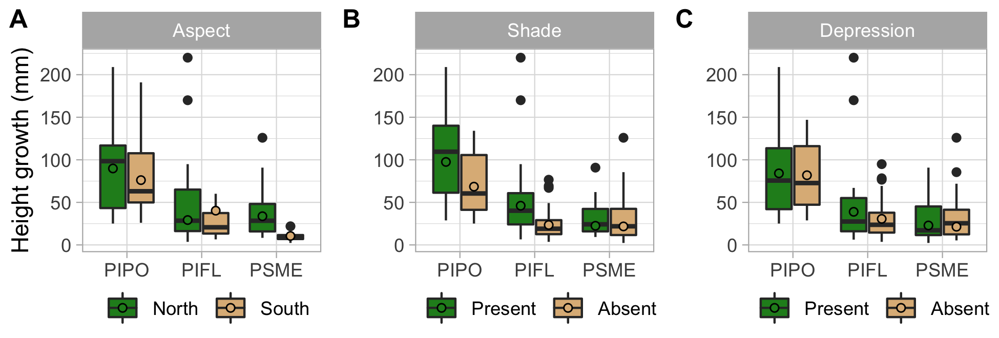 A
Aspect
Height growth (mm)
200
150
100
50
0
PIPO PIFL PSME
North South
B
Shade
200
150
100
50
0
PIPO PIFL PSME
Present Absent
C
Depression
200
150
100
50
0
PIPO PIFL PSME
Present Absent